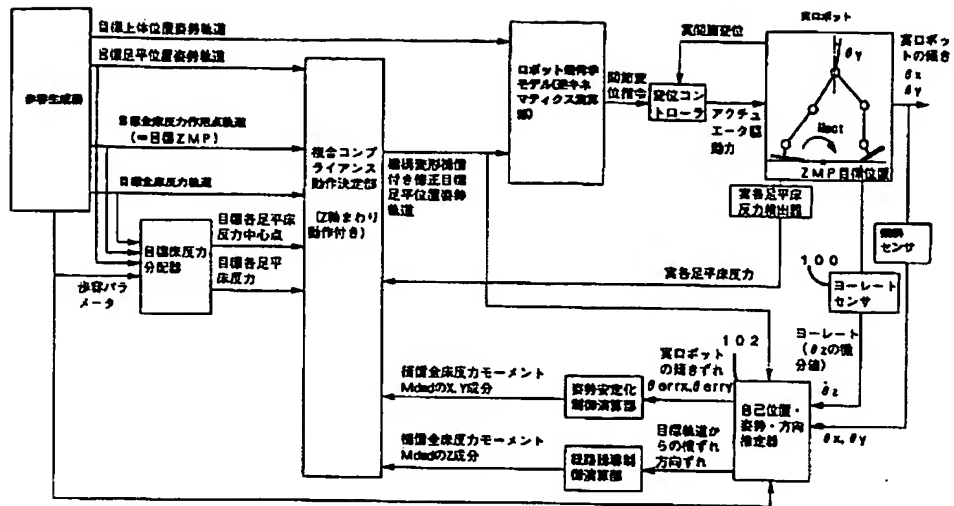 目標上体位置姿勢軌道
目標足平位置姿勢軌道
歩容生成器
目標全床反力作用点軌道
(=目標ZMP)
目標全床反力軌道
目標床反力
分配器
歩容パラ
メータ
目標各足平床
反力中心点
目標各足平
床反力
複合コンプ
ライアンス
動作決定部
(Z軸まわり
動作付き)
機構変形補償
付き修正目標
足平位置姿勢
軌道
ロボット幾何学
モデル(逆キネ
マティクス演算
部)
関節変
位指令
実関節変位
変位コント
ローラ
アクチュ
エータ駆
動力
実ロボット
θy
Mact
ZMP目標位置
実ロボッ
トの傾き
θx
θy
実各足平床
反力検出器
傾斜
センサ
100
ヨーレート
センサ
実各足平床反力
ヨーレート
(θzの微
分値)
θ̇z
102
実ロボット
の傾きずれ
θerrx,θerry
補償全床反力モーメント
MdmdのX,Y成分
姿勢安定化
制御演算部
自己位置・
姿勢・方向
推定器
θx,θy
補償全床反力モーメント
MdmdのZ成分
経路誘導制
御演算部
目標軌道か
らの横ずれ
方向ずれ